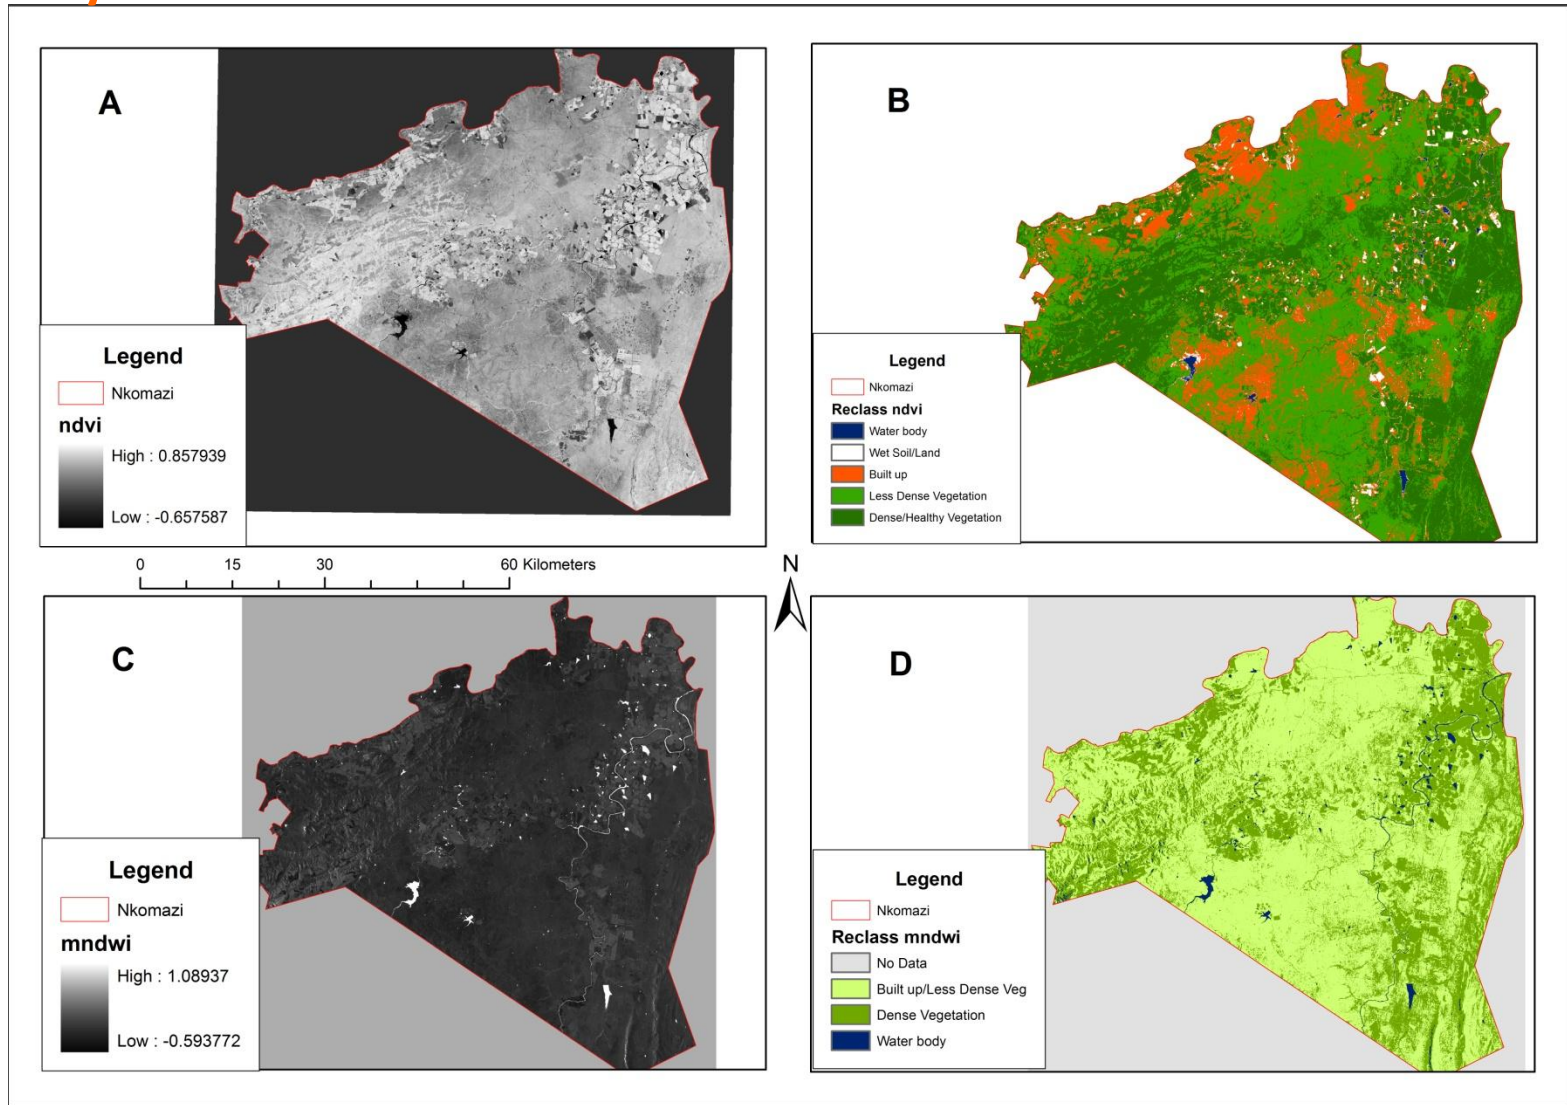 A
Legend
Nkomazi
ndvi
High : 0.857939
Low : -0.657587
B
Legend
Nkomazi
Reclass ndvi
Water body
Wet Soil/Land
Built up
Less Dense Vegetation
Dense/Healthy Vegetation
0 15 30 60 Kilometers
N
C
Legend
Nkomazi
mndwi
High : 1.08937
Low : -0.593772
D
Legend
Nkomazi
Reclass mndwi
No Data
Built up/Less Dense Veg
Dense Vegetation
Water body